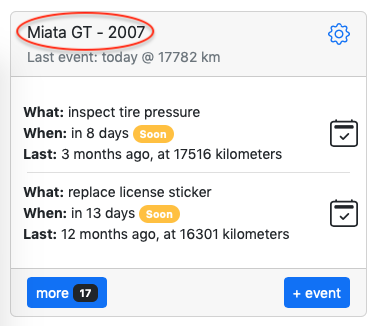 Miata GT - 2007
Last event: today @ 17782 km
What: inspect tire pressure
When: in 8 days Soon
Last: 3 months ago, at 17516 kilometers
What: replace license sticker
When: in 13 days Soon
Last: 12 months ago, at 16301 kilometers
more 17
+ event